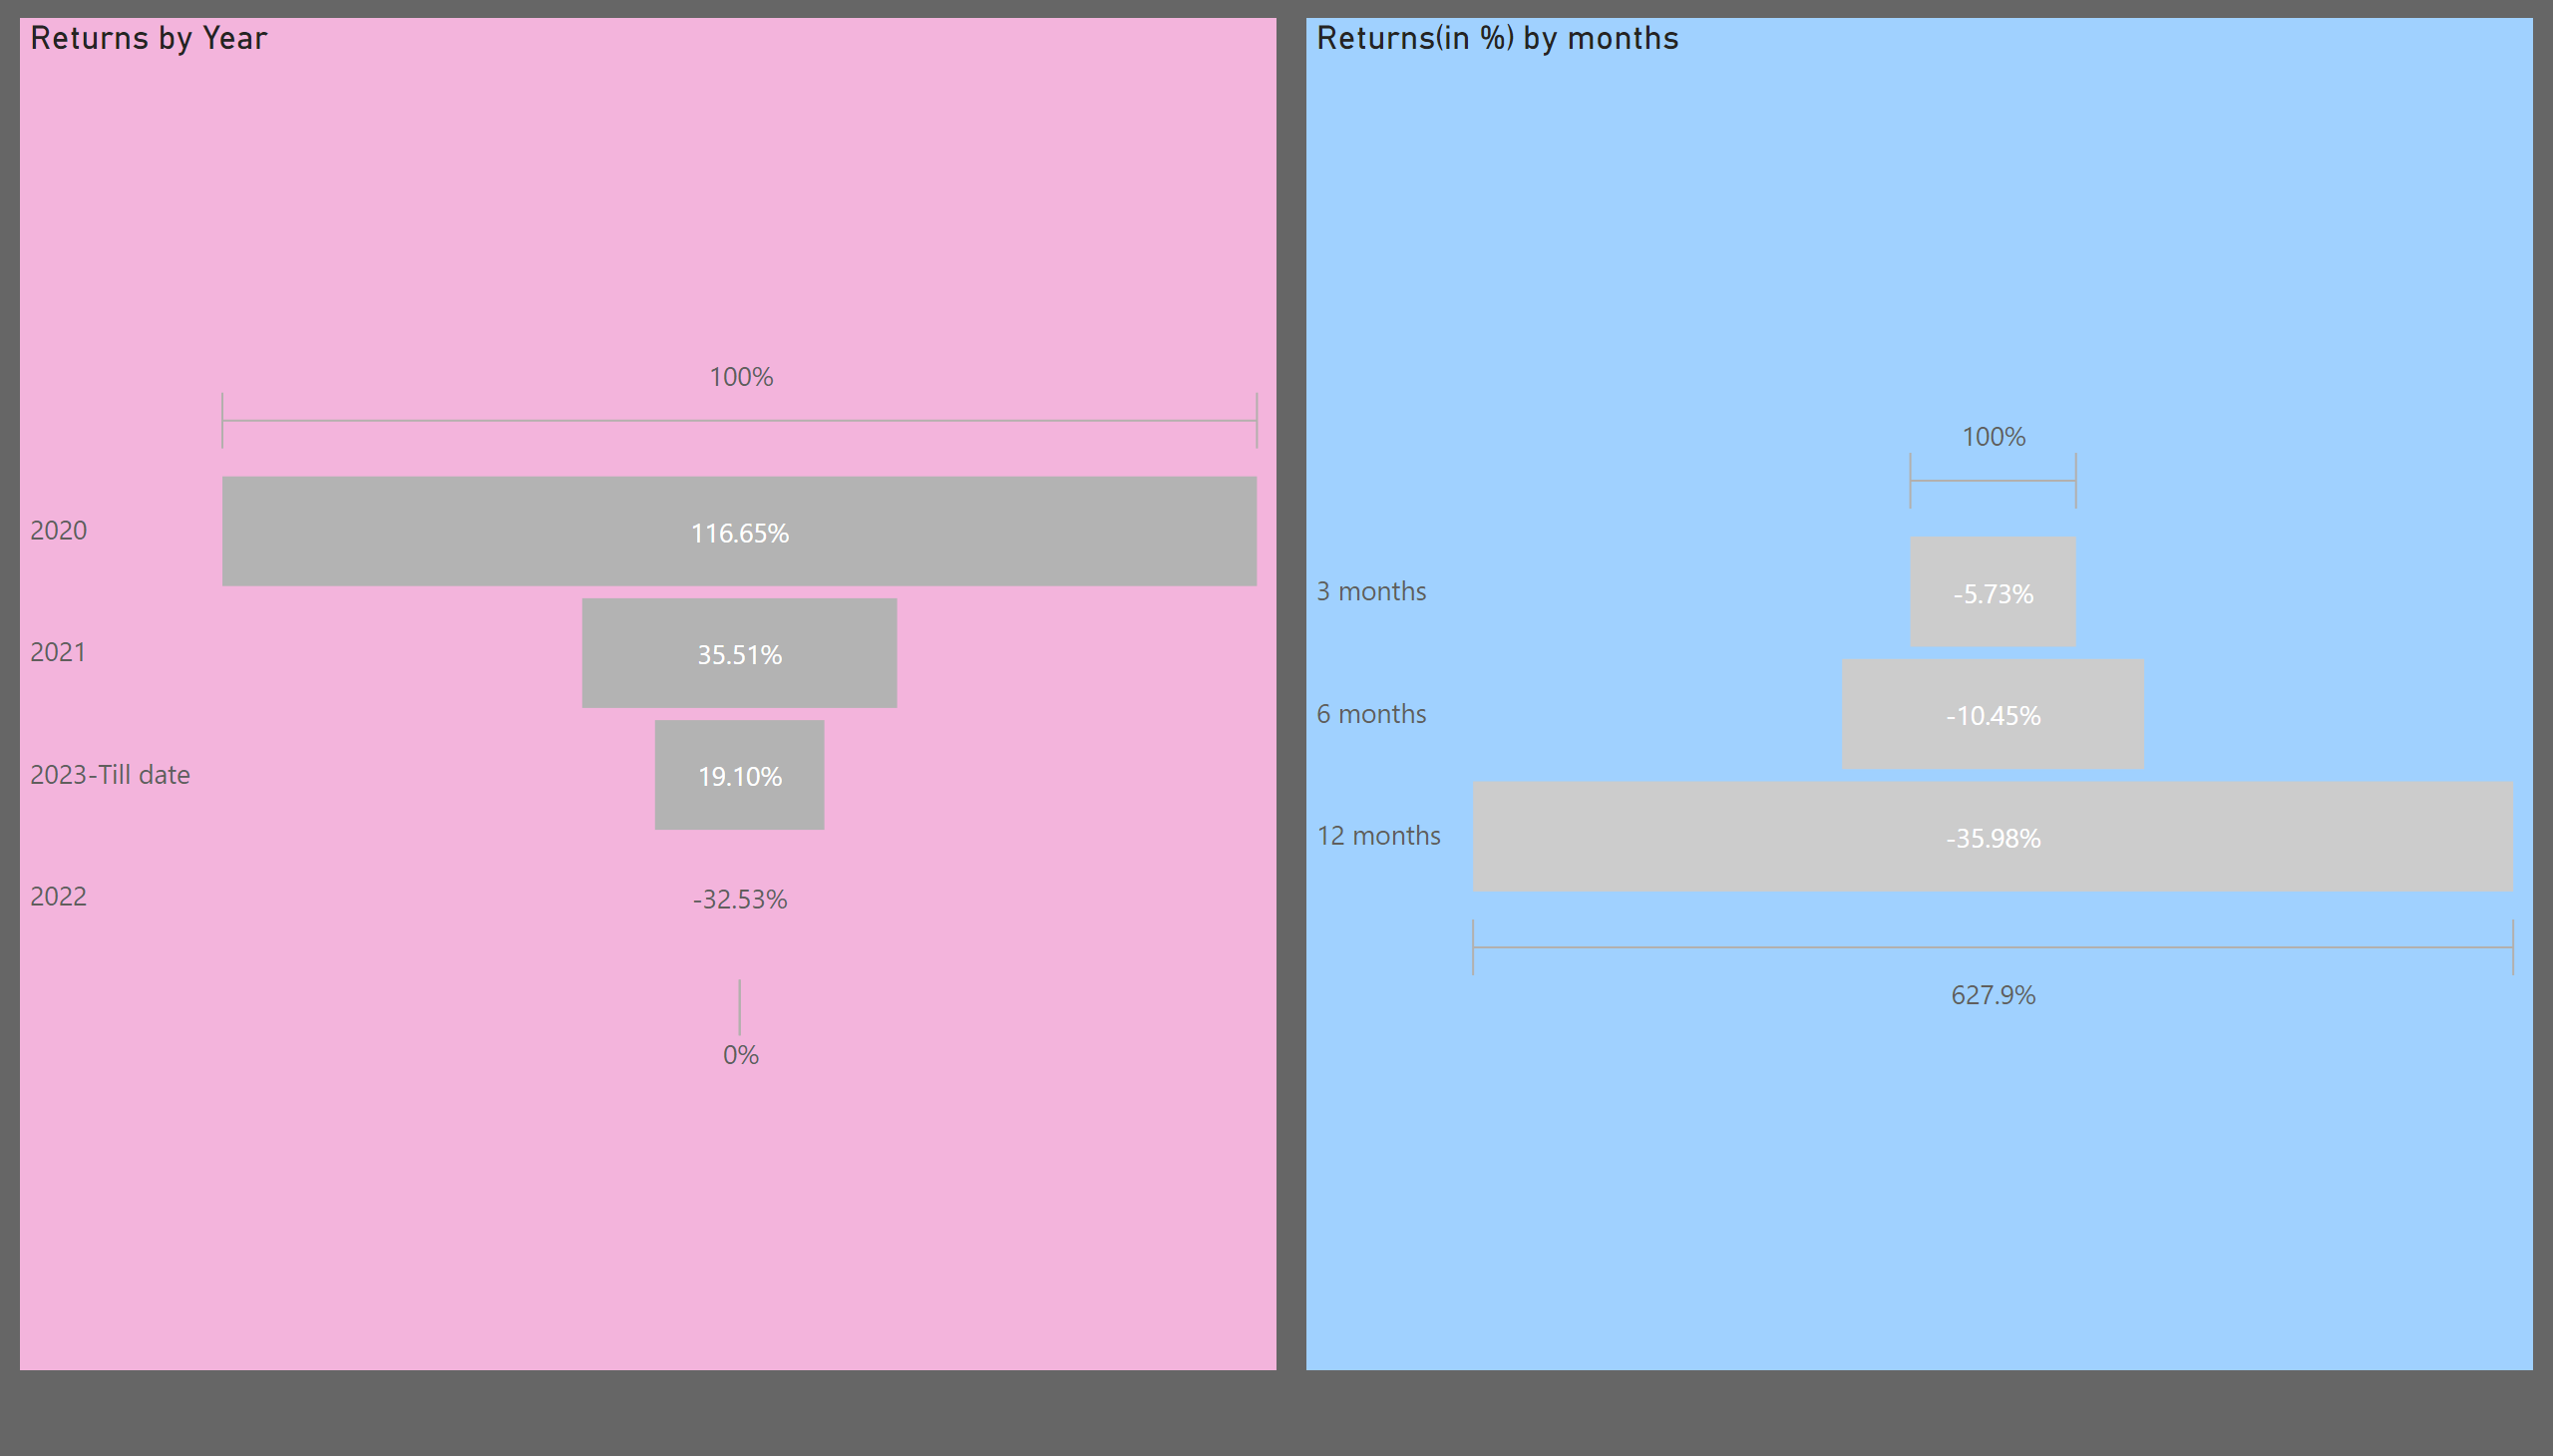 Returns by Year
100%
2020
116.65%
2021
35.51%
2023-Till date
19.10%
2022
-32.53%
0%
Returns(in %) by months
100%
3 months
-5.73%
6 months
-10.45%
12 months
-35.98%
627.9%